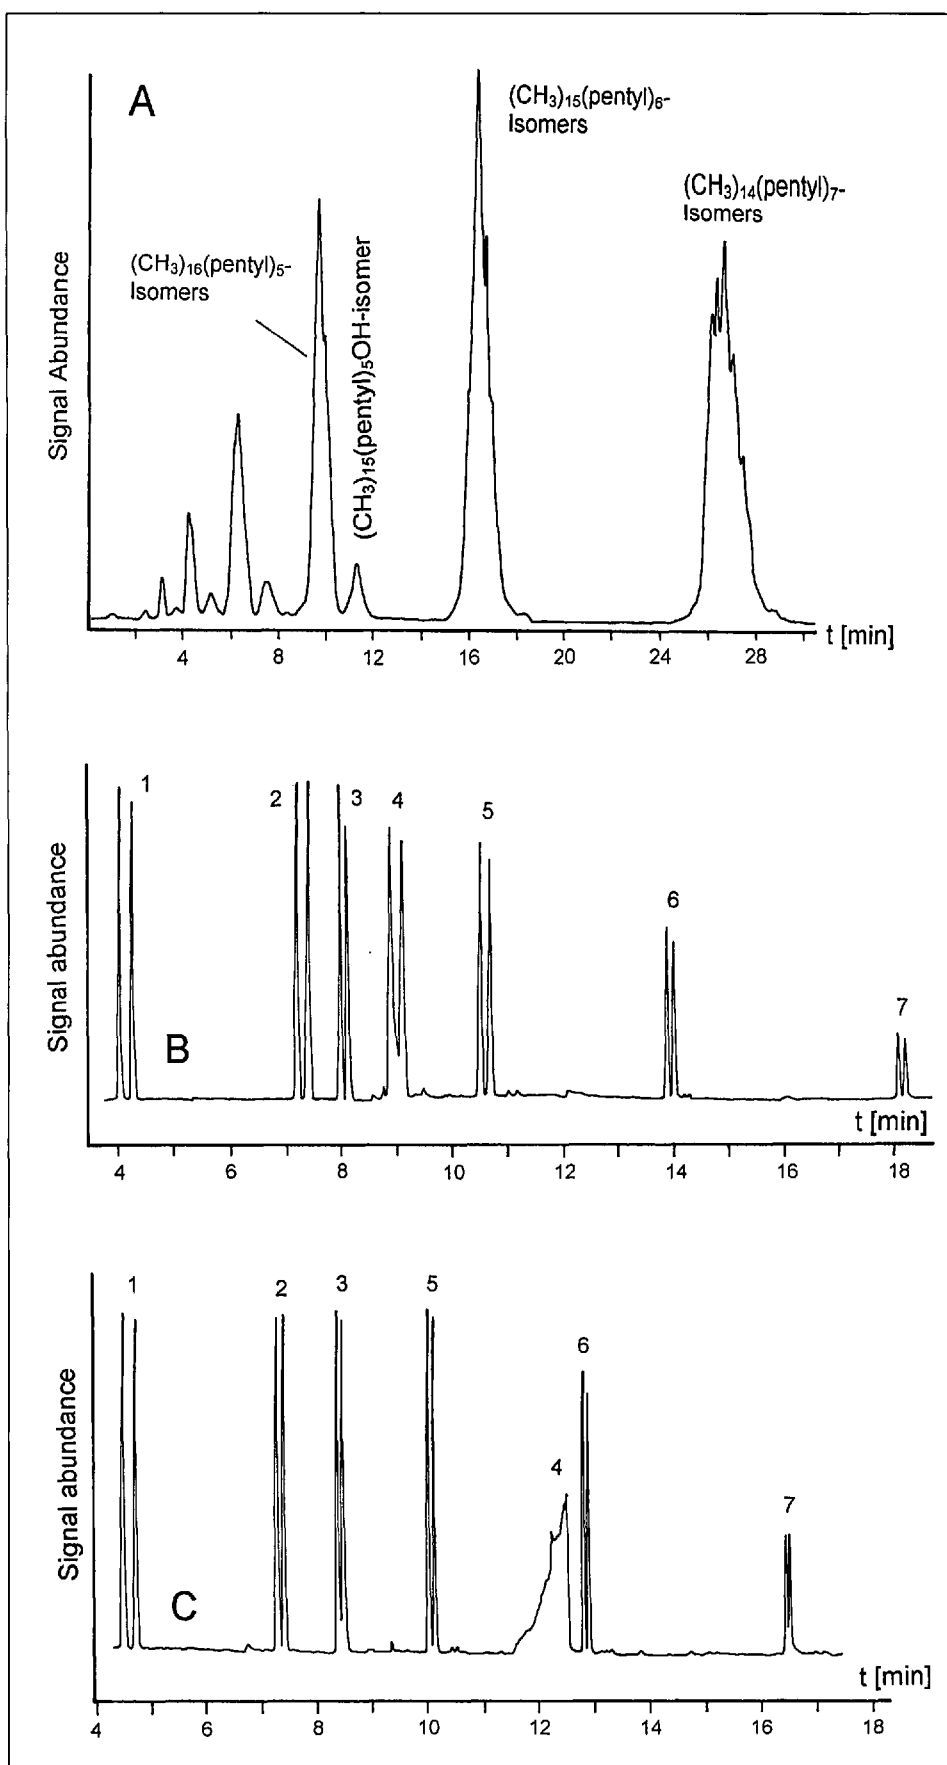 A
(CH₃)₁₅(pentyl)₆-
Isomers
(CH₃)₁₄(pentyl)₇-
Isomers
(CH₃)₁₆(pentyl)₅-
Isomers
(CH₃)₁₅(pentyl)₅OH-isomer
Signal Abundance
t [min]
4 8 12 16 20 24 28
1 2 3 4 5 6 7
Signal abundance
B
t [min]
4 6 8 10 12 14 16 18
1 2 3 5 4 6 7
Signal abundance
C
t [min]
4 6 8 10 12 14 16 18